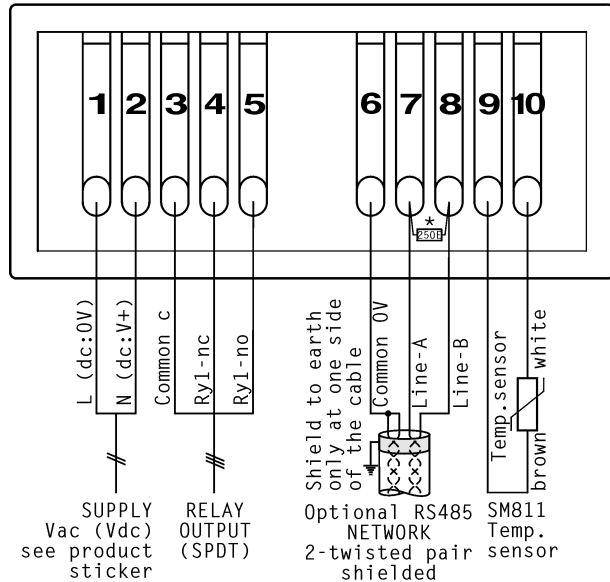 1 2 3 4 5 6 7 8 9 10
*
250E
L (dc:0V)
N (dc:V+)
Common c
Ry1-nc
Ry1-no
Shield to earth
only at one side
of the cable
Common 0V
Line-A
Line-B
Temp.sensor
white
brown
SUPPLY
Vac (Vdc)
see product
sticker
RELAY
OUTPUT
(SPDT)
Optional RS485
NETWORK
2-twisted pair
shielded
SM811
Temp.
sensor